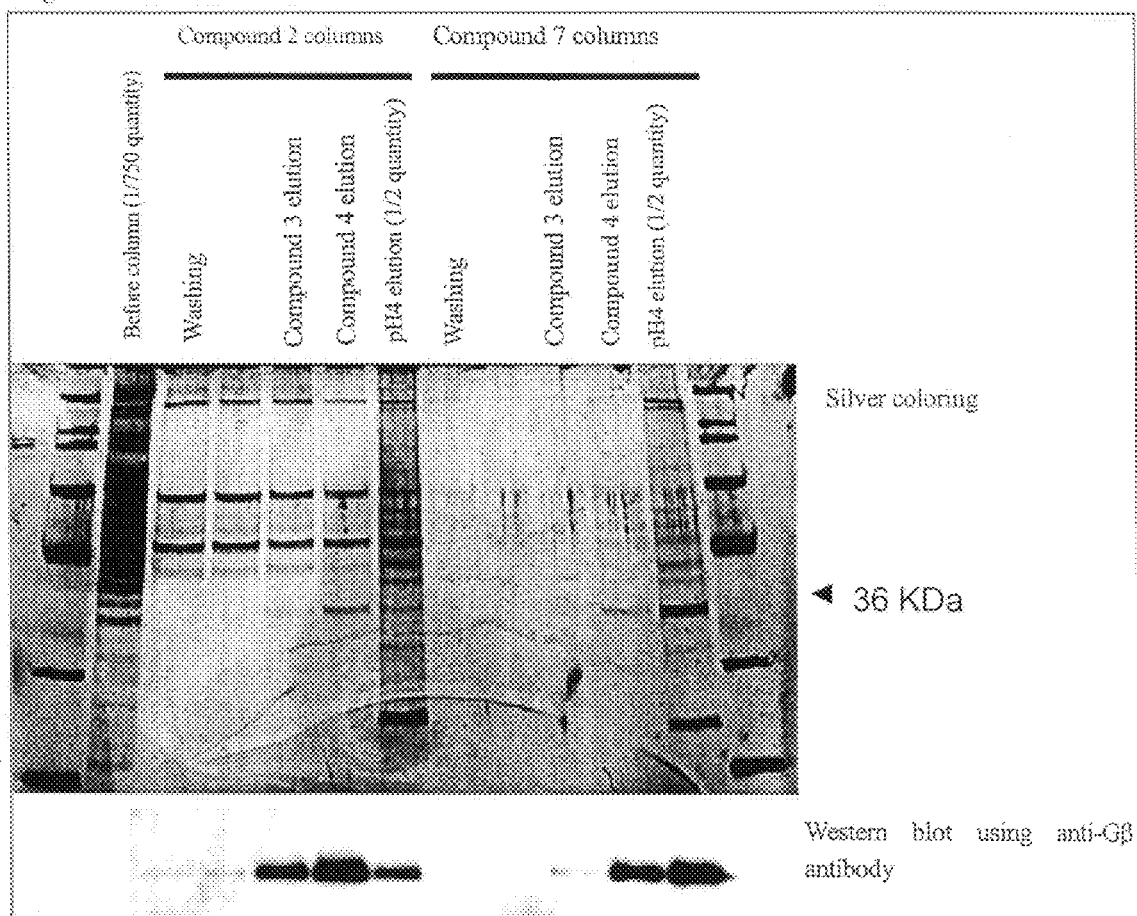 Compound 2 columns
Compound 7 columns
Before column (1/750 quantity)
Washing
Compound 3 elution
Compound 4 elution
pH4 elution (1/2 quantity)
Washing
Compound 3 elution
Compound 4 elution
pH4 elution (1/2 quantity)
Silver coloring
36 KDa
Western blot using anti-Gβ
antibody